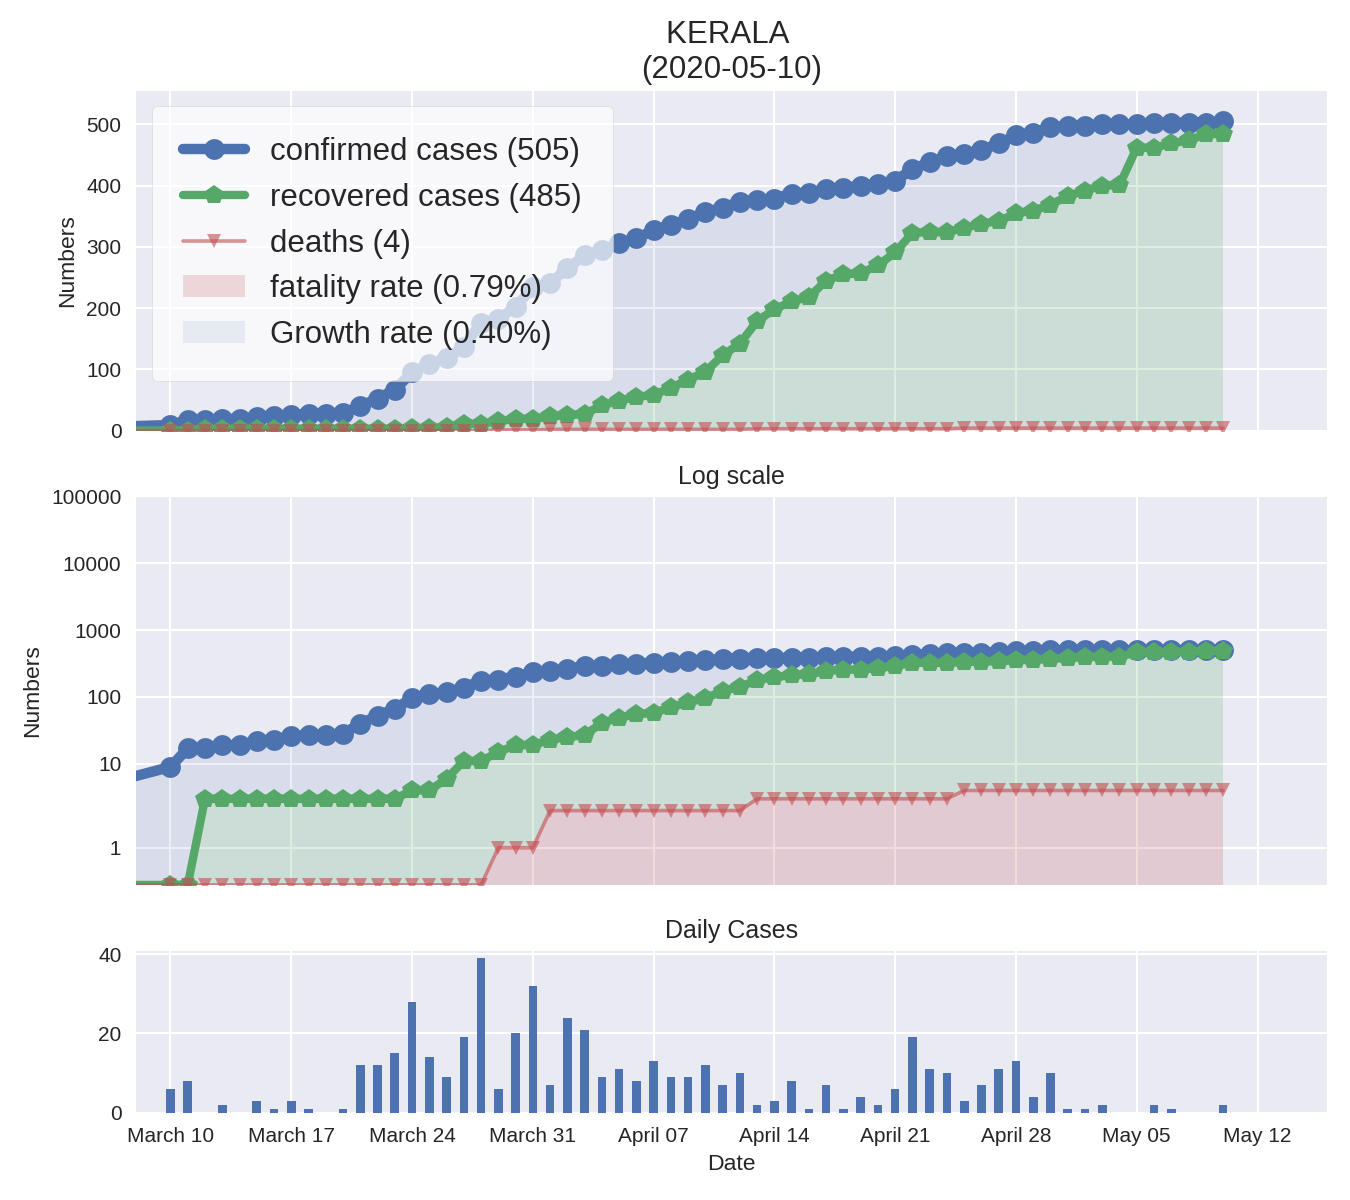 KERALA
(2020-05-10)
confirmed cases (505)
recovered cases (485)
deaths (4)
fatality rate (0.79%)
Growth rate (0.40%)
Numbers
500
400
300
200
100
0
Log scale
Numbers
100000
10000
1000
100
10
1
Daily Cases
40
20
0
March 10 March 17 March 24 March 31 April 07 April 14 April 21 April 28 May 05 May 12
Date